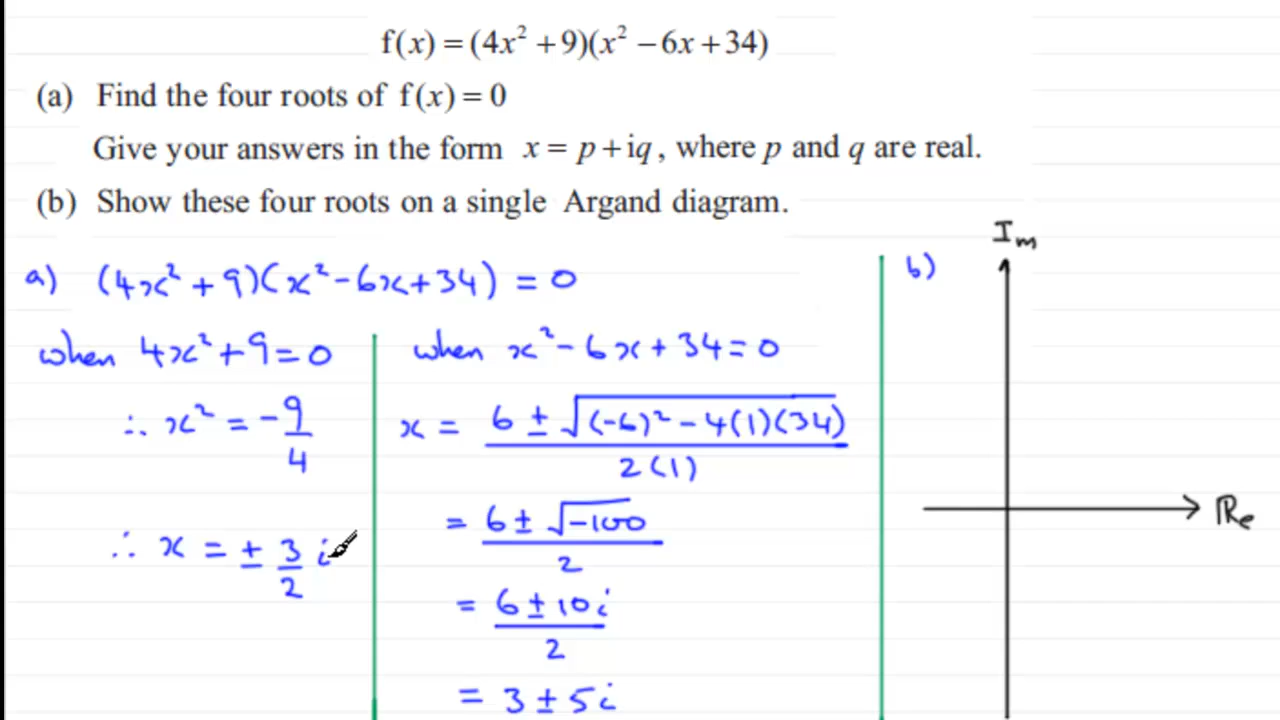 f(x) = (4x² + 9)(x² − 6x + 34)
(a) Find the four roots of f(x) = 0
Give your answers in the form x = p + iq, where p and q are real.
(b) Show these four roots on a single Argand diagram.
a) (4x² + 9)(x² − 6x + 34) = 0
when 4x² + 9 = 0
∴ x² = −9/4
∴ x = ± 3/2 i
when x² − 6x + 34 = 0
x = 6 ± √(−6)² − 4(1)(34) / 2(1)
= 6 ± √−100 / 2
= 6 ± 10i / 2
= 3 ± 5i
b)
Im
Re